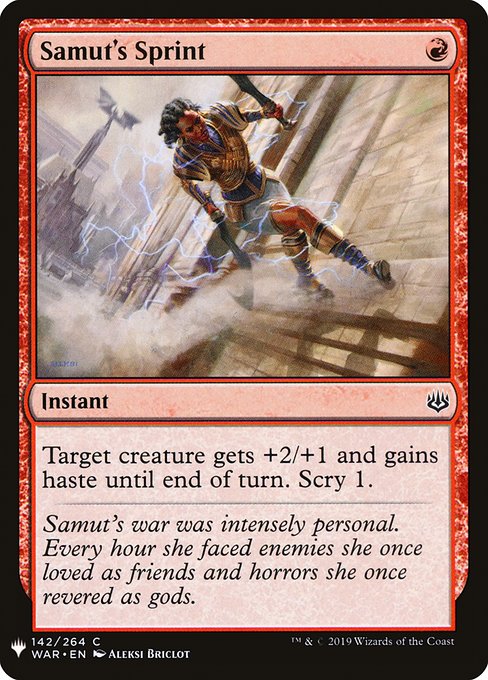 Samut's Sprint
Instant
Target creature gets +2/+1 and gains
haste until end of turn. Scry 1.
Samut's war was intensely personal.
Every hour she faced enemies she once
loved as friends and horrors she once
revered as gods.
142/264 C
WAR • EN Aleksi Briclot
™ & © 2019 Wizards of the Coast